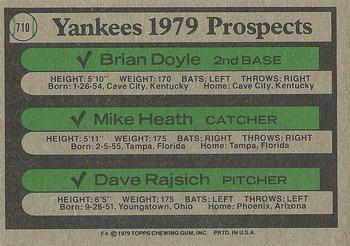 710
Yankees 1979 Prospects
Brian Doyle 2nd BASE
HEIGHT: 5'10" WEIGHT: 170 BATS: LEFT THROWS: RIGHT
Born: 1-26-54, Cave City, Kentucky Home: Cave City, Kentucky
Mike Heath CATCHER
HEIGHT: 5'11" WEIGHT: 175 BATS: RIGHT THROWS: RIGHT
Born: 2-5-55, Tampa, Florida Home: Tampa, Florida
Dave Rajsich PITCHER
HEIGHT: 6'5" WEIGHT: 175 BATS: LEFT THROWS: LEFT
Born: 9-28-51, Youngstown, Ohio Home: Phoenix, Arizona
F* © 1979 TOPPS CHEWING GUM, INC. PRTD. IN U.S.A.